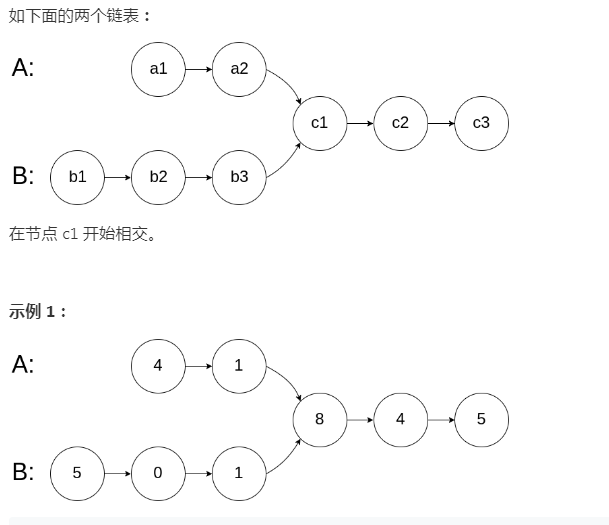 如下面的两个链表：
A: a1 a2
c1 c2 c3
B: b1 b2 b3
在节点 c1 开始相交。
示例 1：
A: 4 1
8 4 5
B: 5 0 1